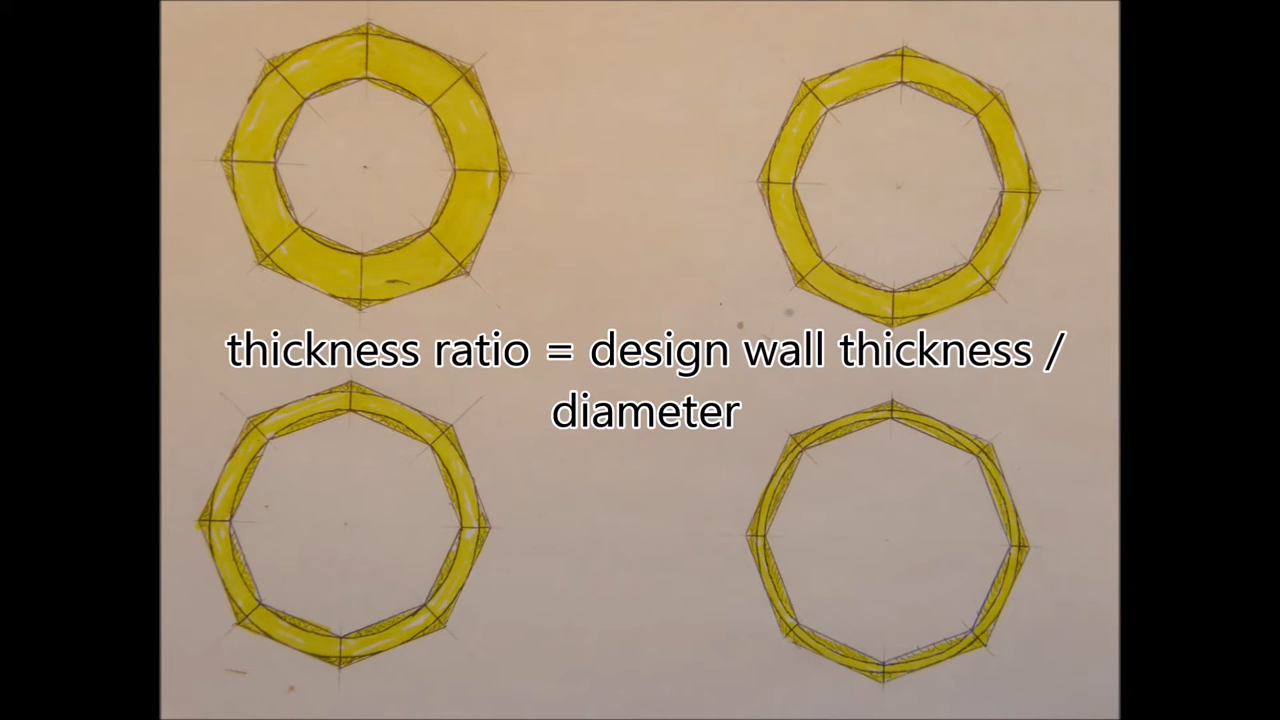 thickness ratio = design wall thickness /
diameter